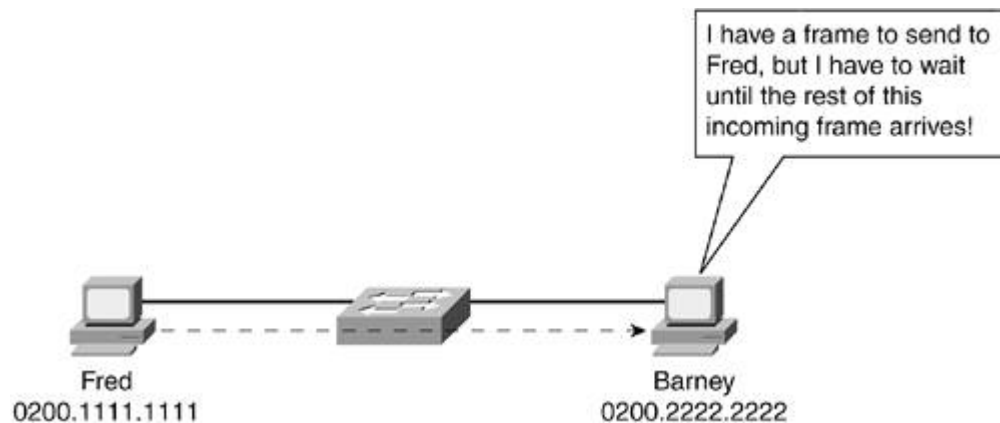 I have a frame to send to
Fred, but I have to wait
until the rest of this
incoming frame arrives!
Fred
0200.1111.1111
Barney
0200.2222.2222